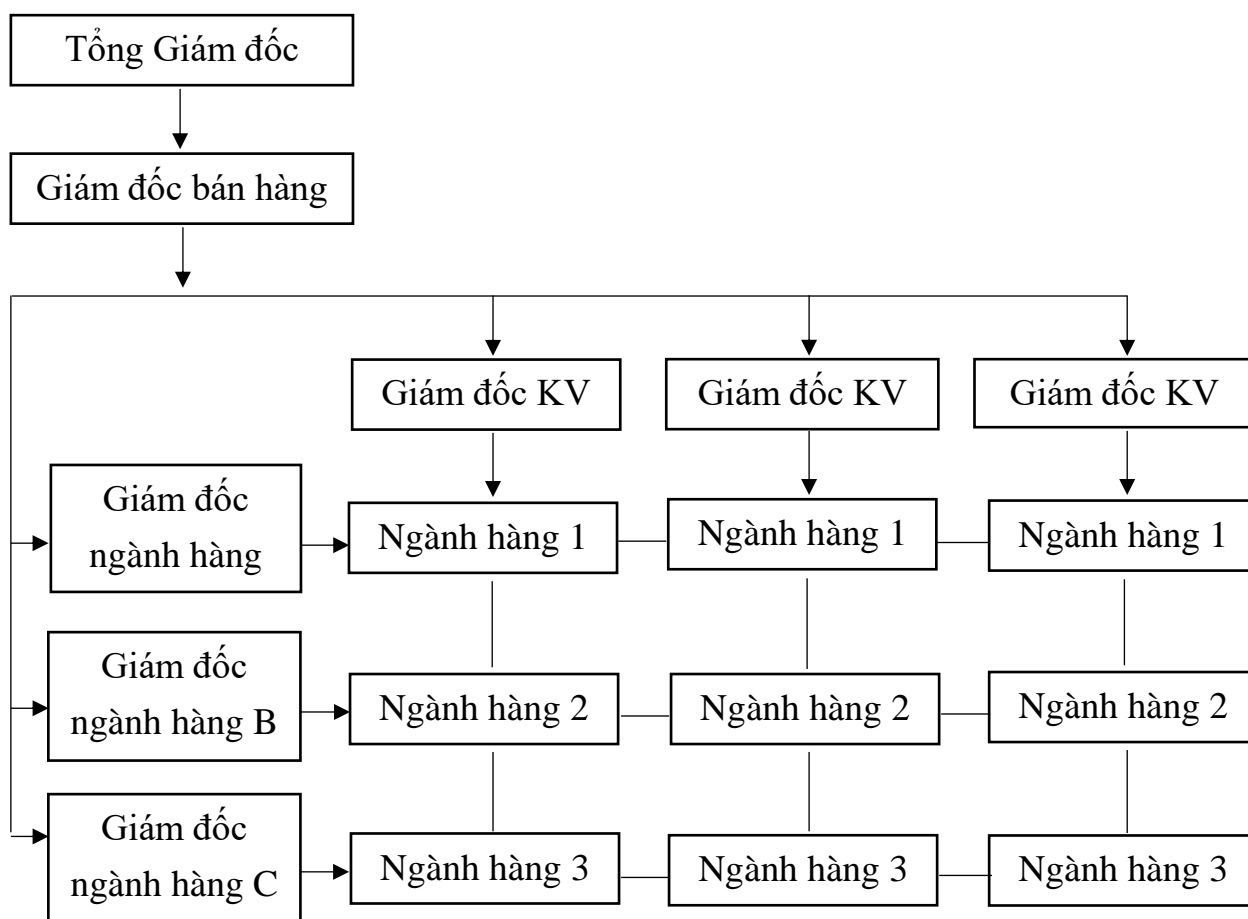 Tổng Giám đốc
Giám đốc bán hàng
Giám đốc KV
Giám đốc KV
Giám đốc KV
Giám đốc
ngành hàng
Ngành hàng 1
Ngành hàng 1
Ngành hàng 1
Giám đốc
ngành hàng B
Ngành hàng 2
Ngành hàng 2
Ngành hàng 2
Giám đốc
ngành hàng C
Ngành hàng 3
Ngành hàng 3
Ngành hàng 3